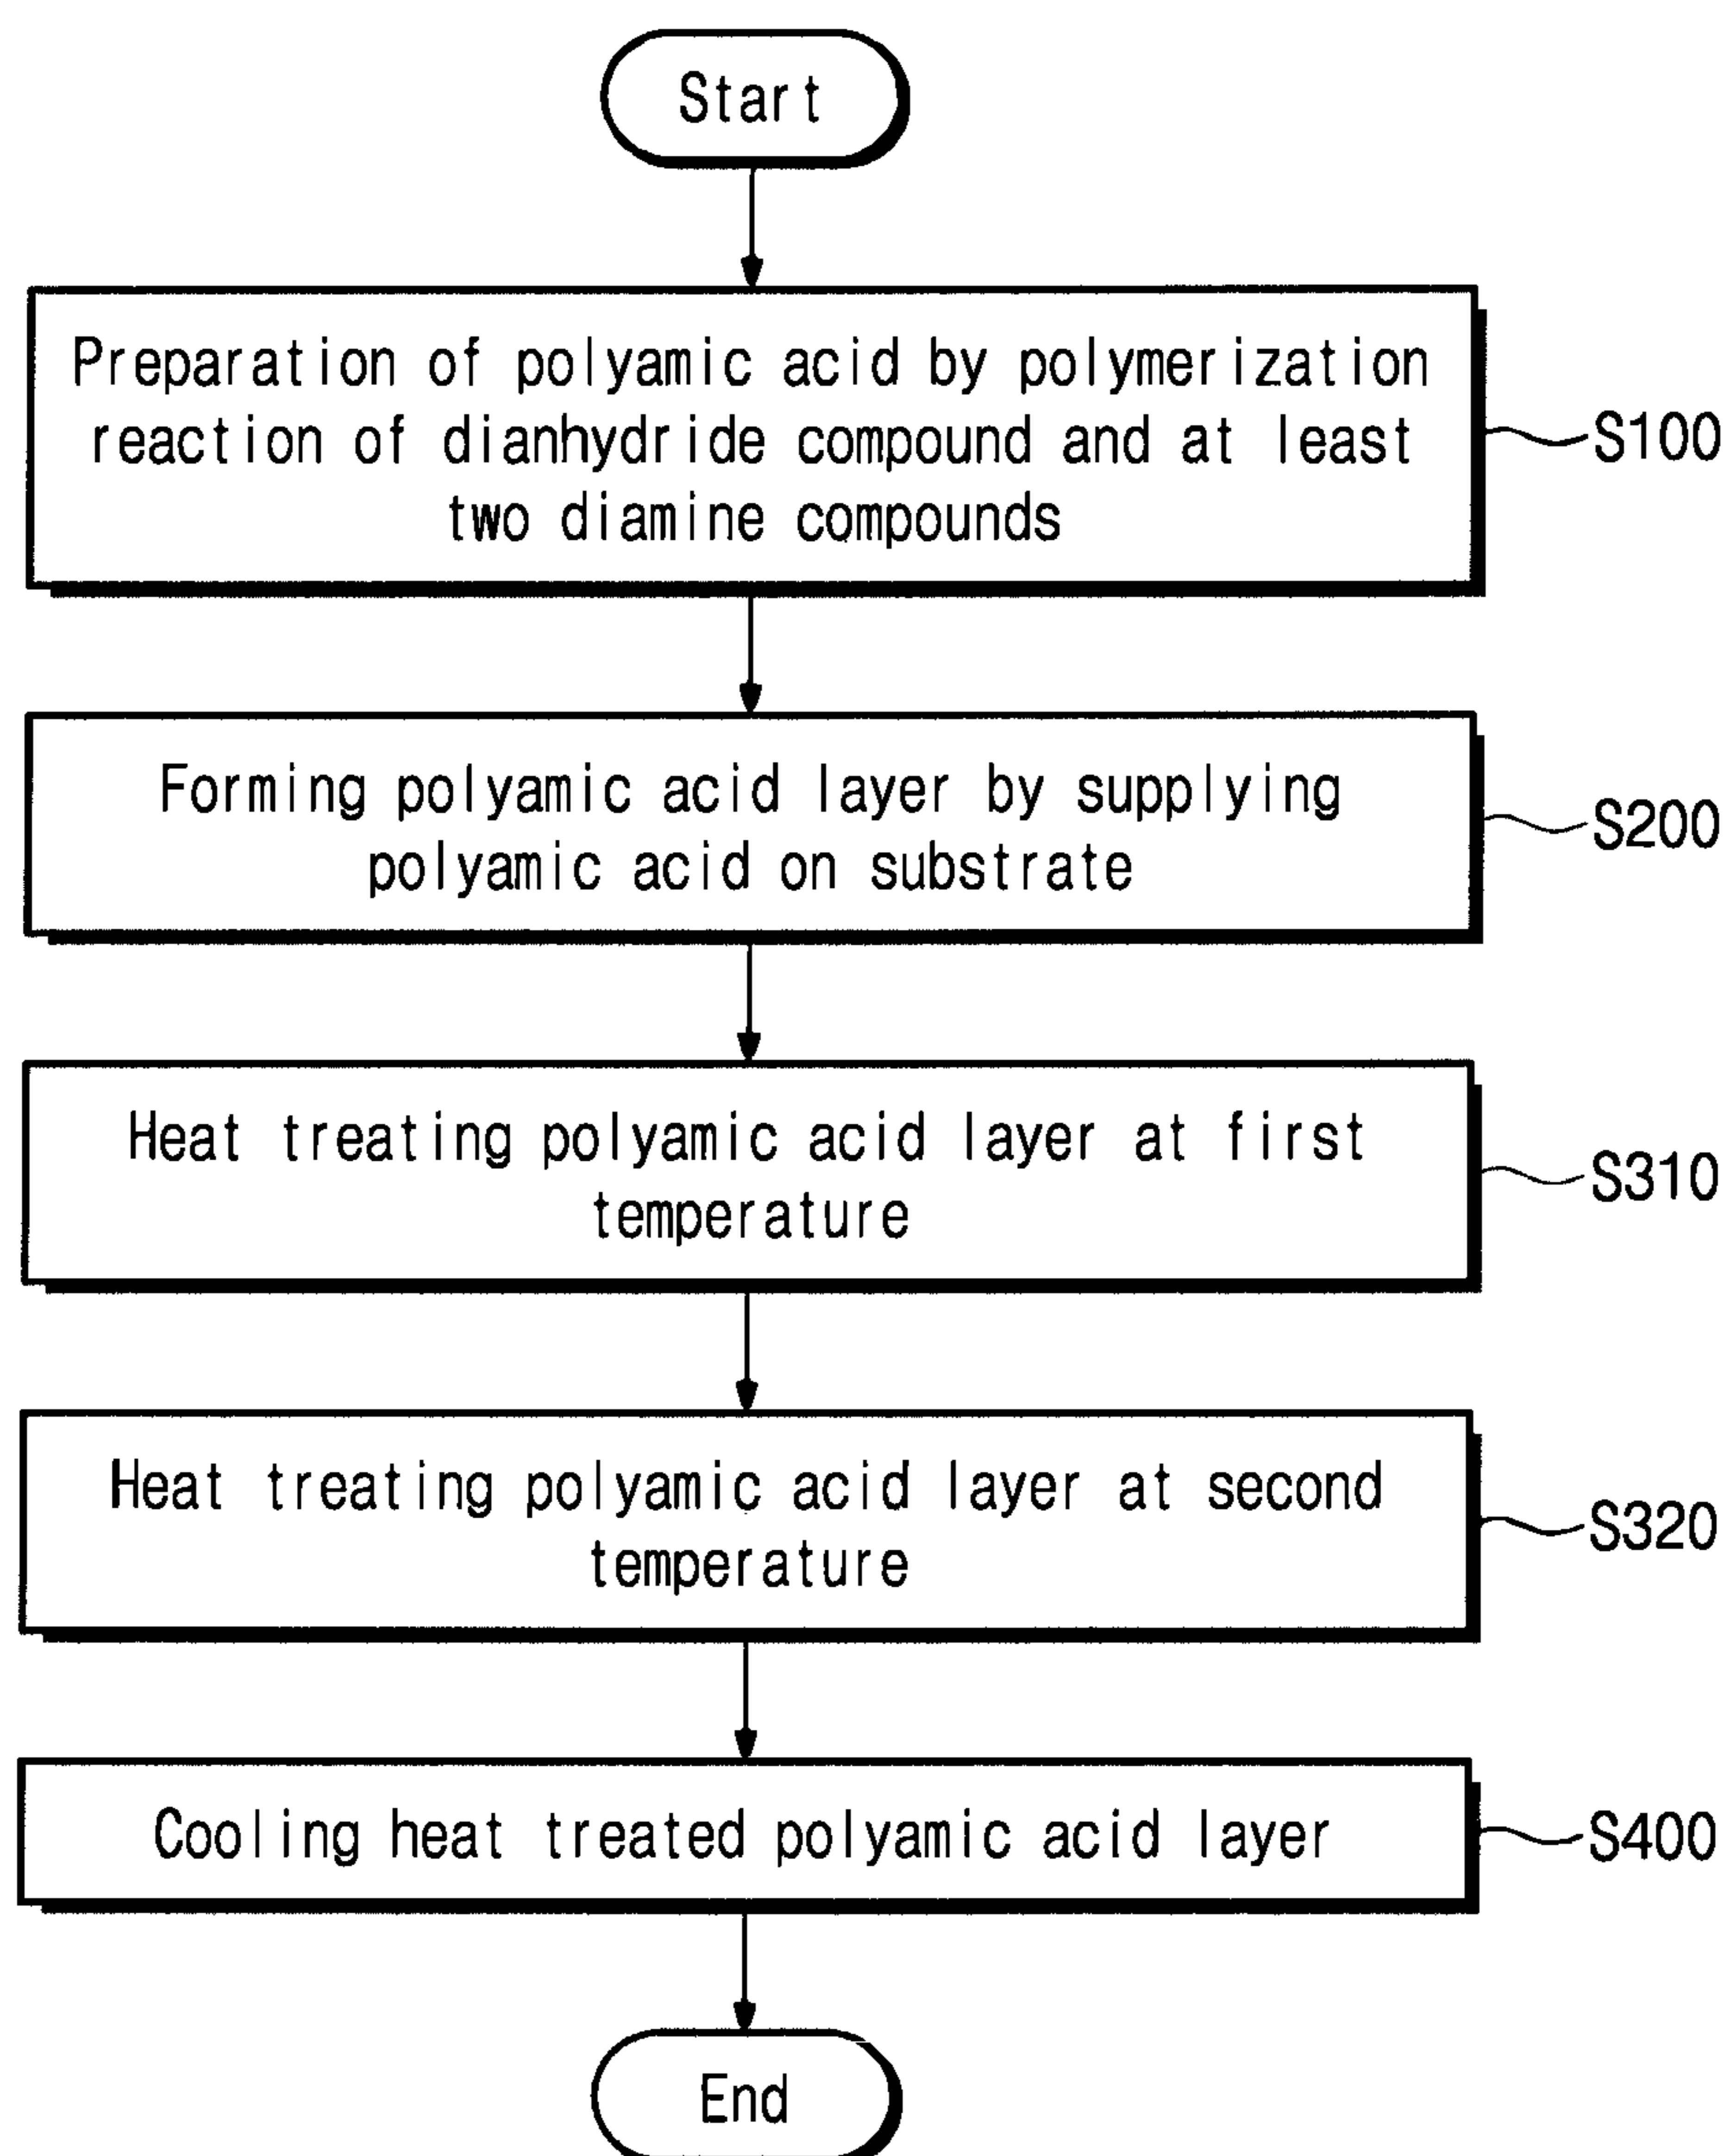 Start
Preparation of polyamic acid by polymerization
reaction of dianhydride compound and at least
two diamine compounds
S100
Forming polyamic acid layer by supplying
polyamic acid on substrate
S200
Heat treating polyamic acid layer at first
temperature
S310
Heat treating polyamic acid layer at second
temperature
S320
Cooling heat treated polyamic acid layer
S400
End